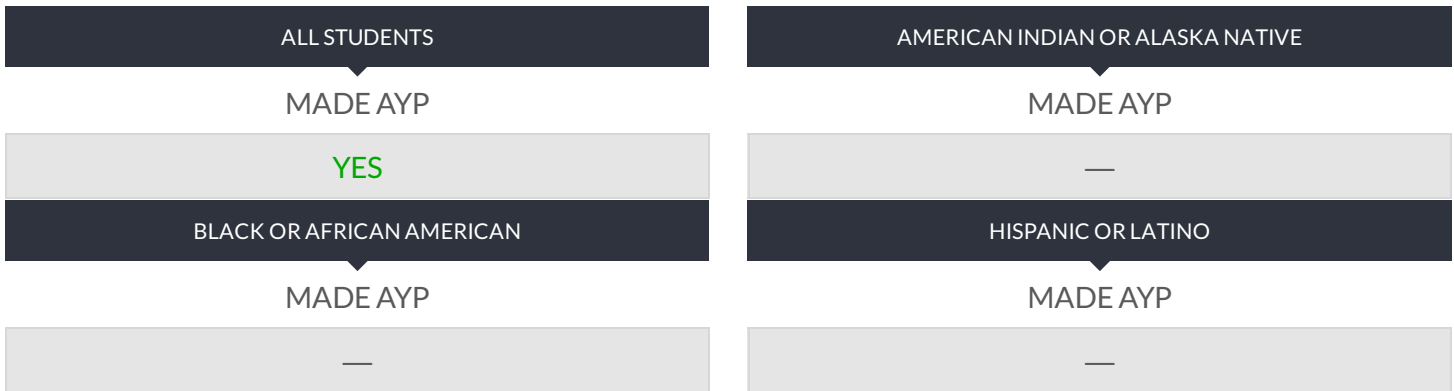 ALL STUDENTS
MADE AYP
YES
AMERICAN INDIAN OR ALASKA NATIVE
MADE AYP
—
BLACK OR AFRICAN AMERICAN
MADE AYP
—
HISPANIC OR LATINO
MADE AYP
—